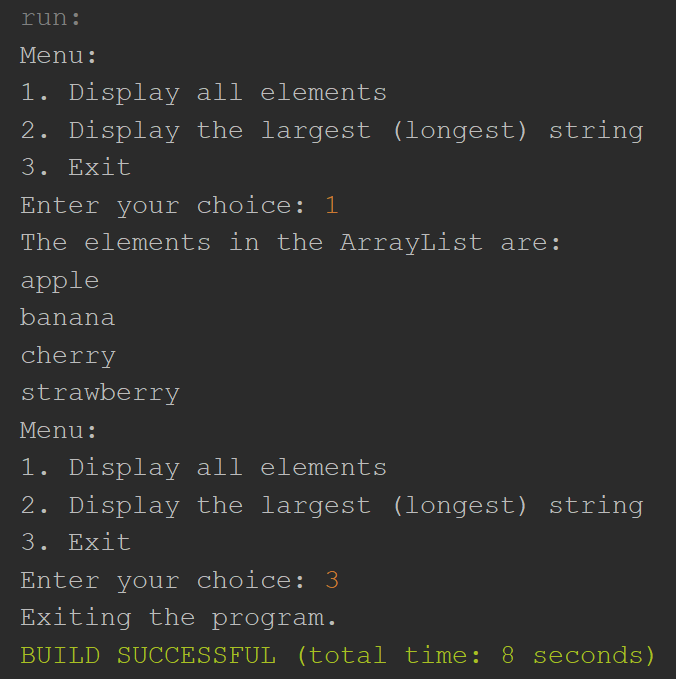 run:
Menu:
1. Display all elements
2. Display the largest (longest) string
3. Exit
Enter your choice: 1
The elements in the ArrayList are:
apple
banana
cherry
strawberry
Menu:
1. Display all elements
2. Display the largest (longest) string
3. Exit
Enter your choice: 3
Exiting the program.
BUILD SUCCESSFUL (total time: 8 seconds)